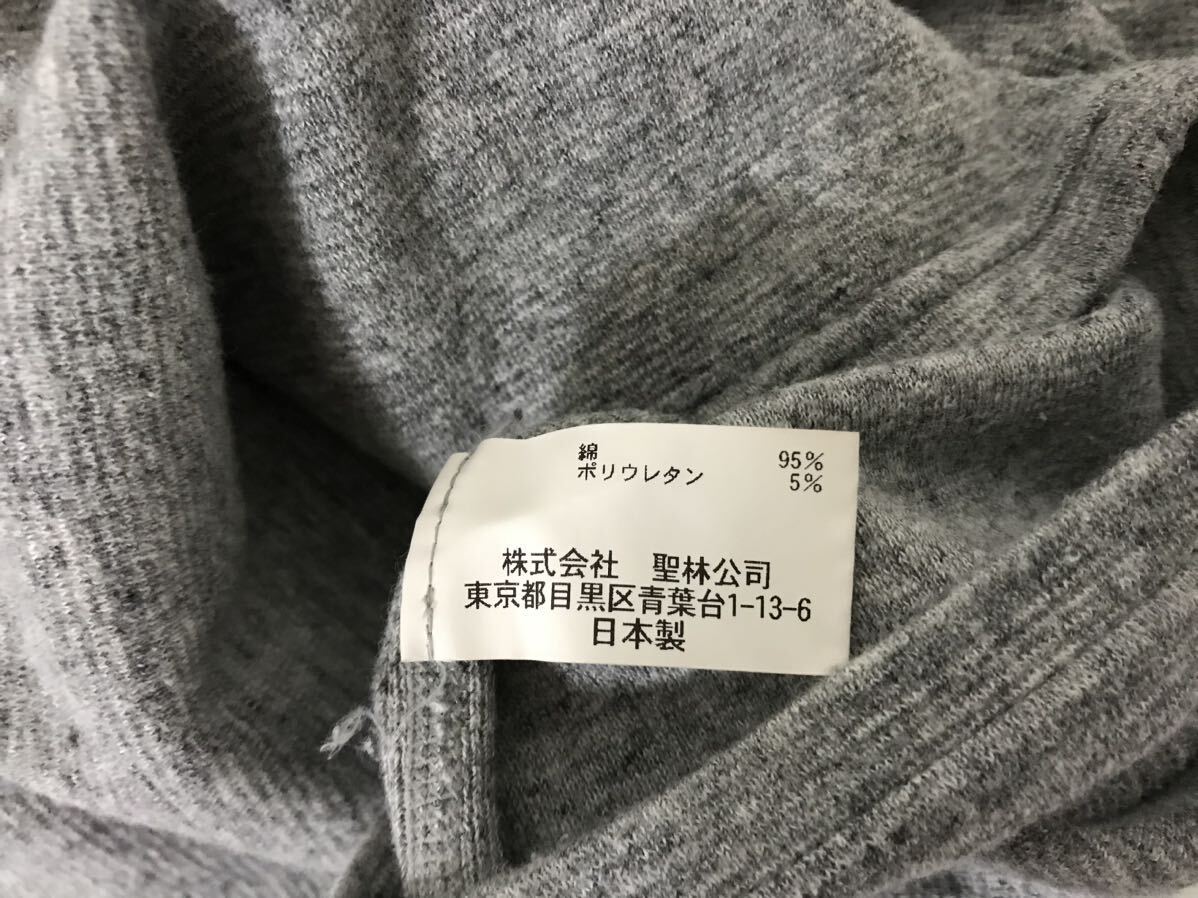 綿 95%
ポリウレタン 5%
株式会社 聖林公司
東京都目黒区青葉台1-13-6
日本製